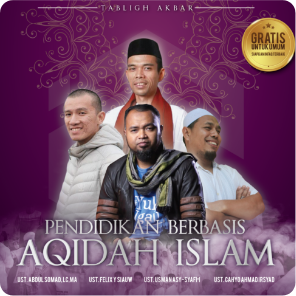 TABLIGH AKBAR
GRATIS
UNTUK UMUM
PENDIDIKAN BERBASIS
AQIDAH ISLAM
UST. ABDUL SOMAD, LC. MA
UST. FELIX Y SIAUW
UST. USMAN ASY-SYAFI'I
UST. CAHYO AHMAD IRSYAD